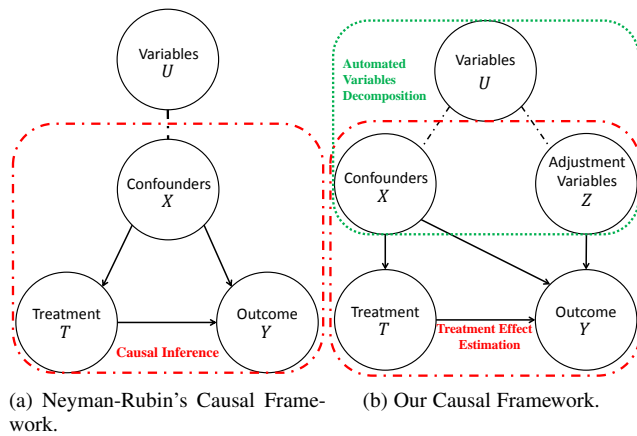 Variables
U
Confounders
X
Treatment
T
Outcome
Y
Causal Inference
(a) Neyman-Rubin's Causal Frame-
work.
Automated
Variables
Decomposition
Variables
U
Confounders
X
Adjustment
Variables
Z
Treatment
T
Treatment Effect
Estimation
Outcome
Y
(b) Our Causal Framework.